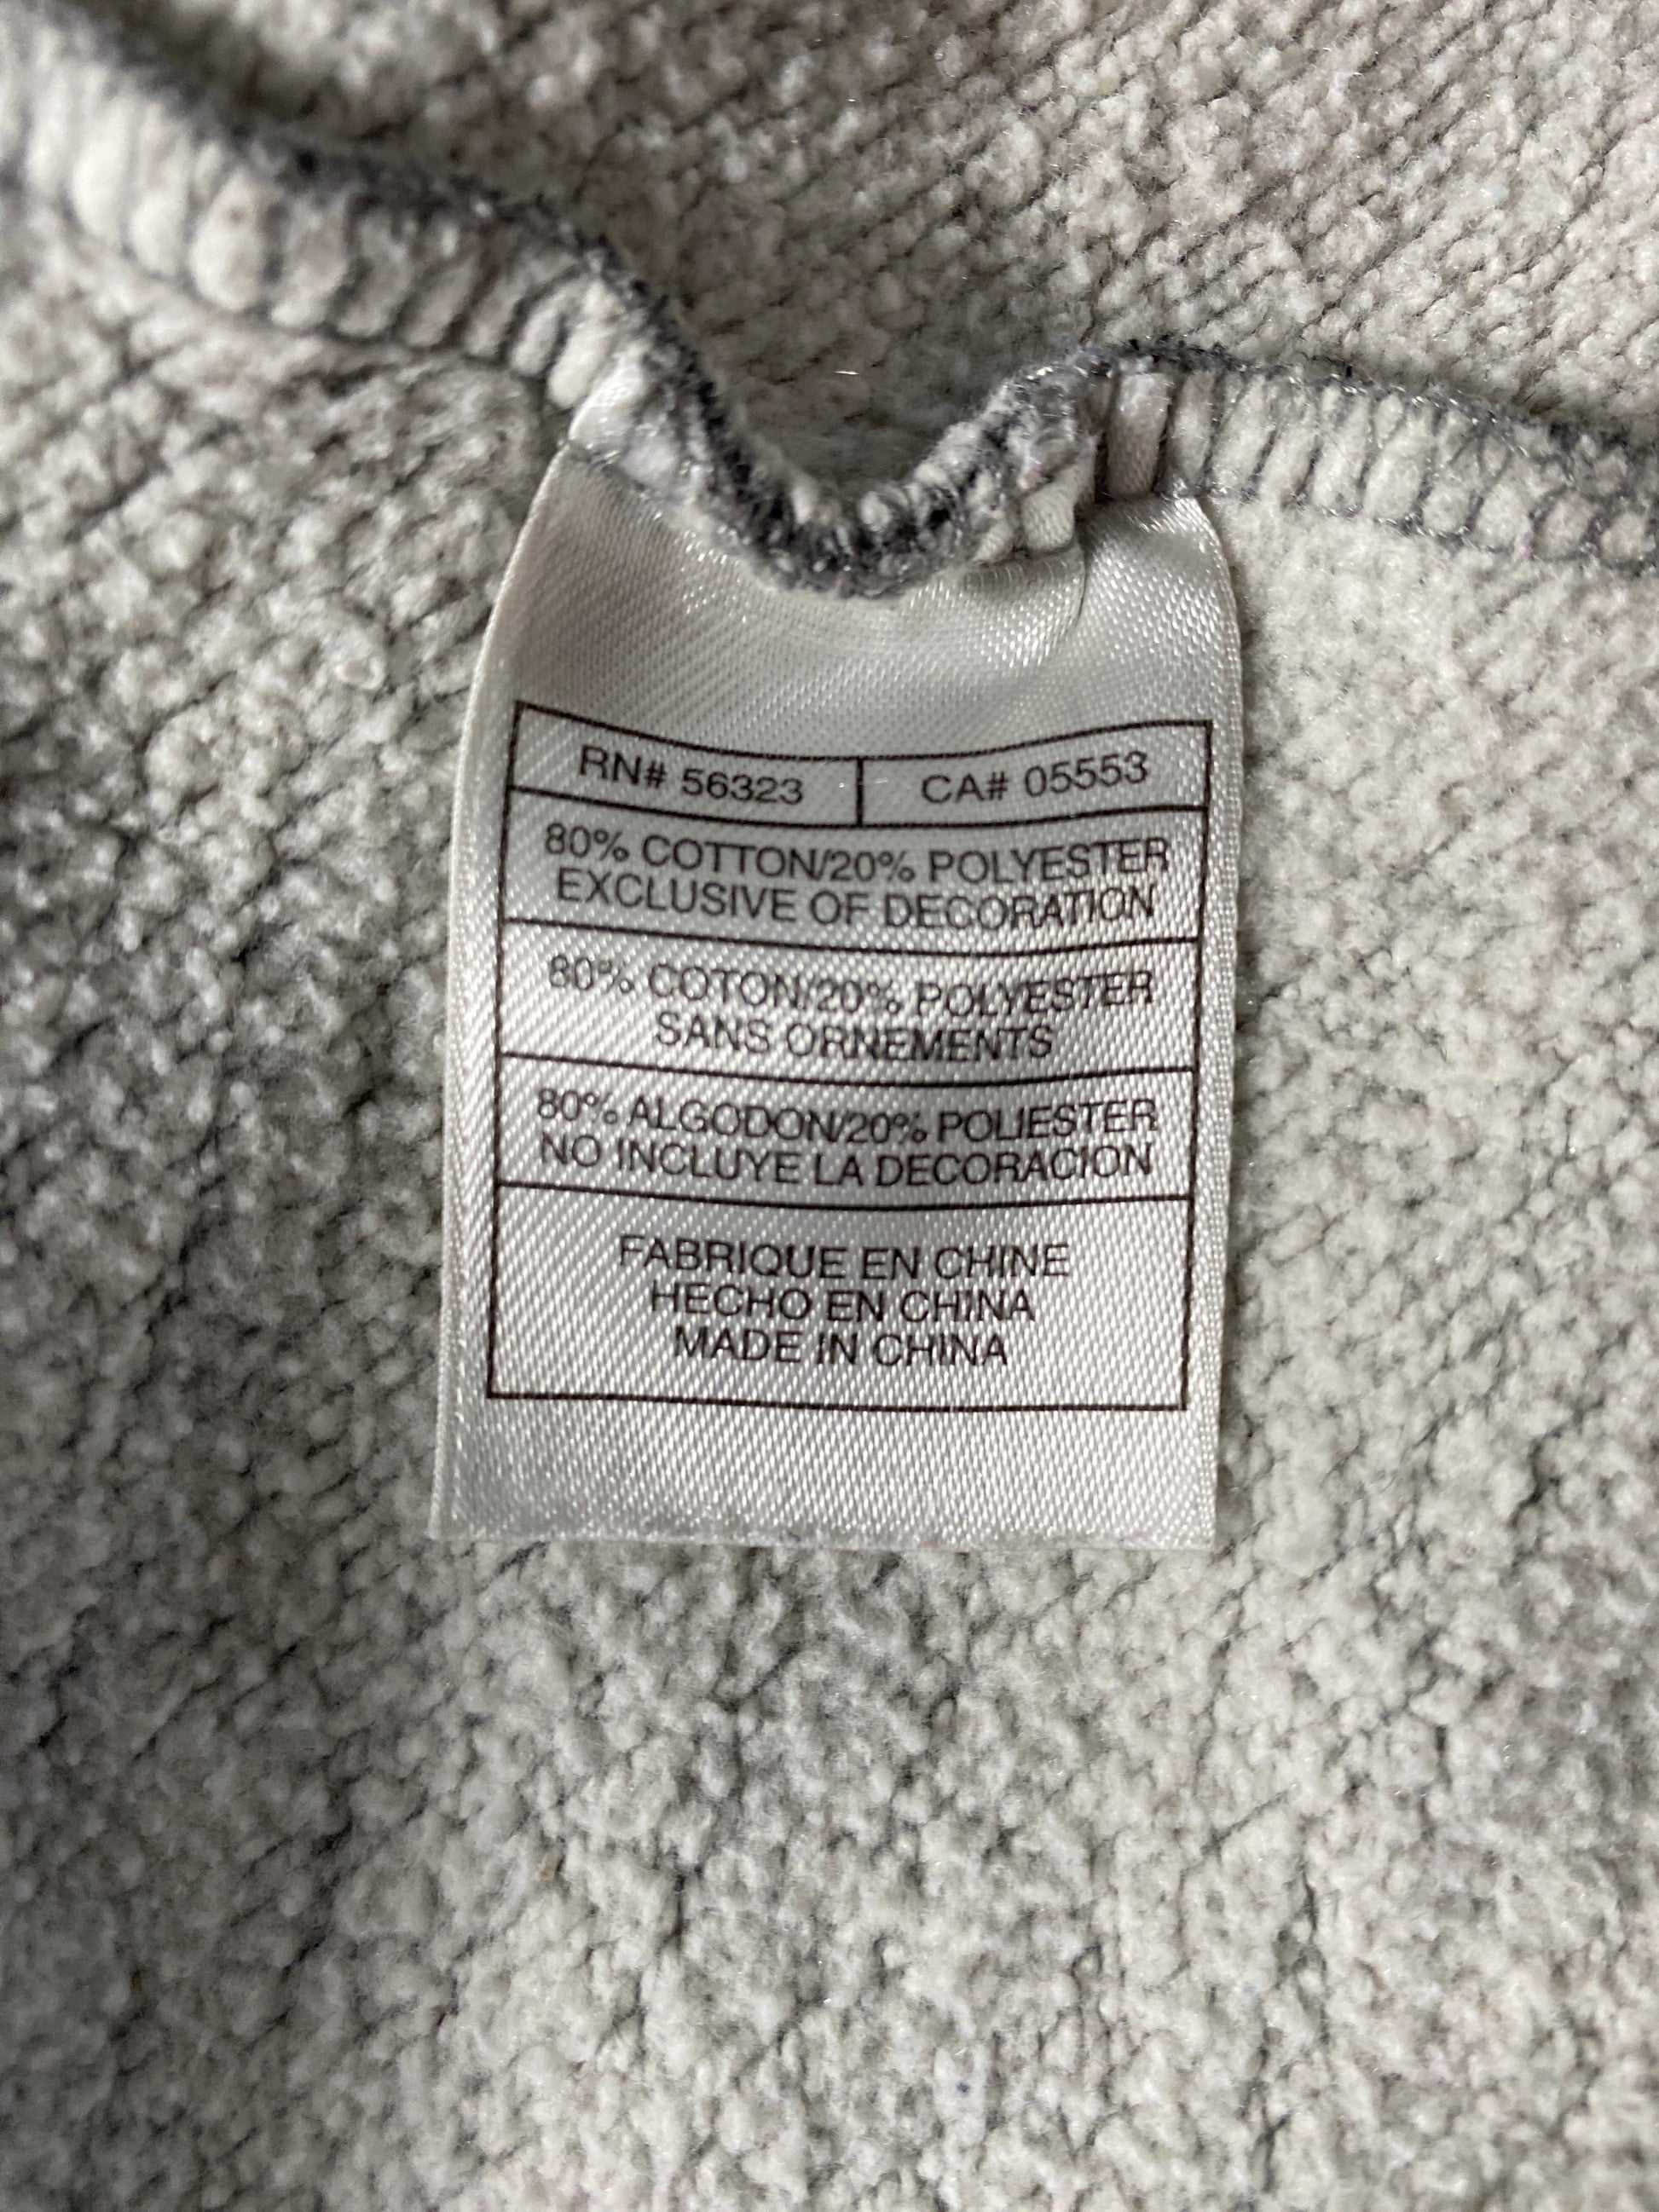 RN# 56323 CA# 05553
80% COTTON/20% POLYESTER
EXCLUSIVE OF DECORATION
80% COTON/20% POLYESTER
SANS ORNEMENTS
80% ALGODON/20% POLIESTER
NO INCLUYE LA DECORACION
FABRIQUE EN CHINE
HECHO EN CHINA
MADE IN CHINA